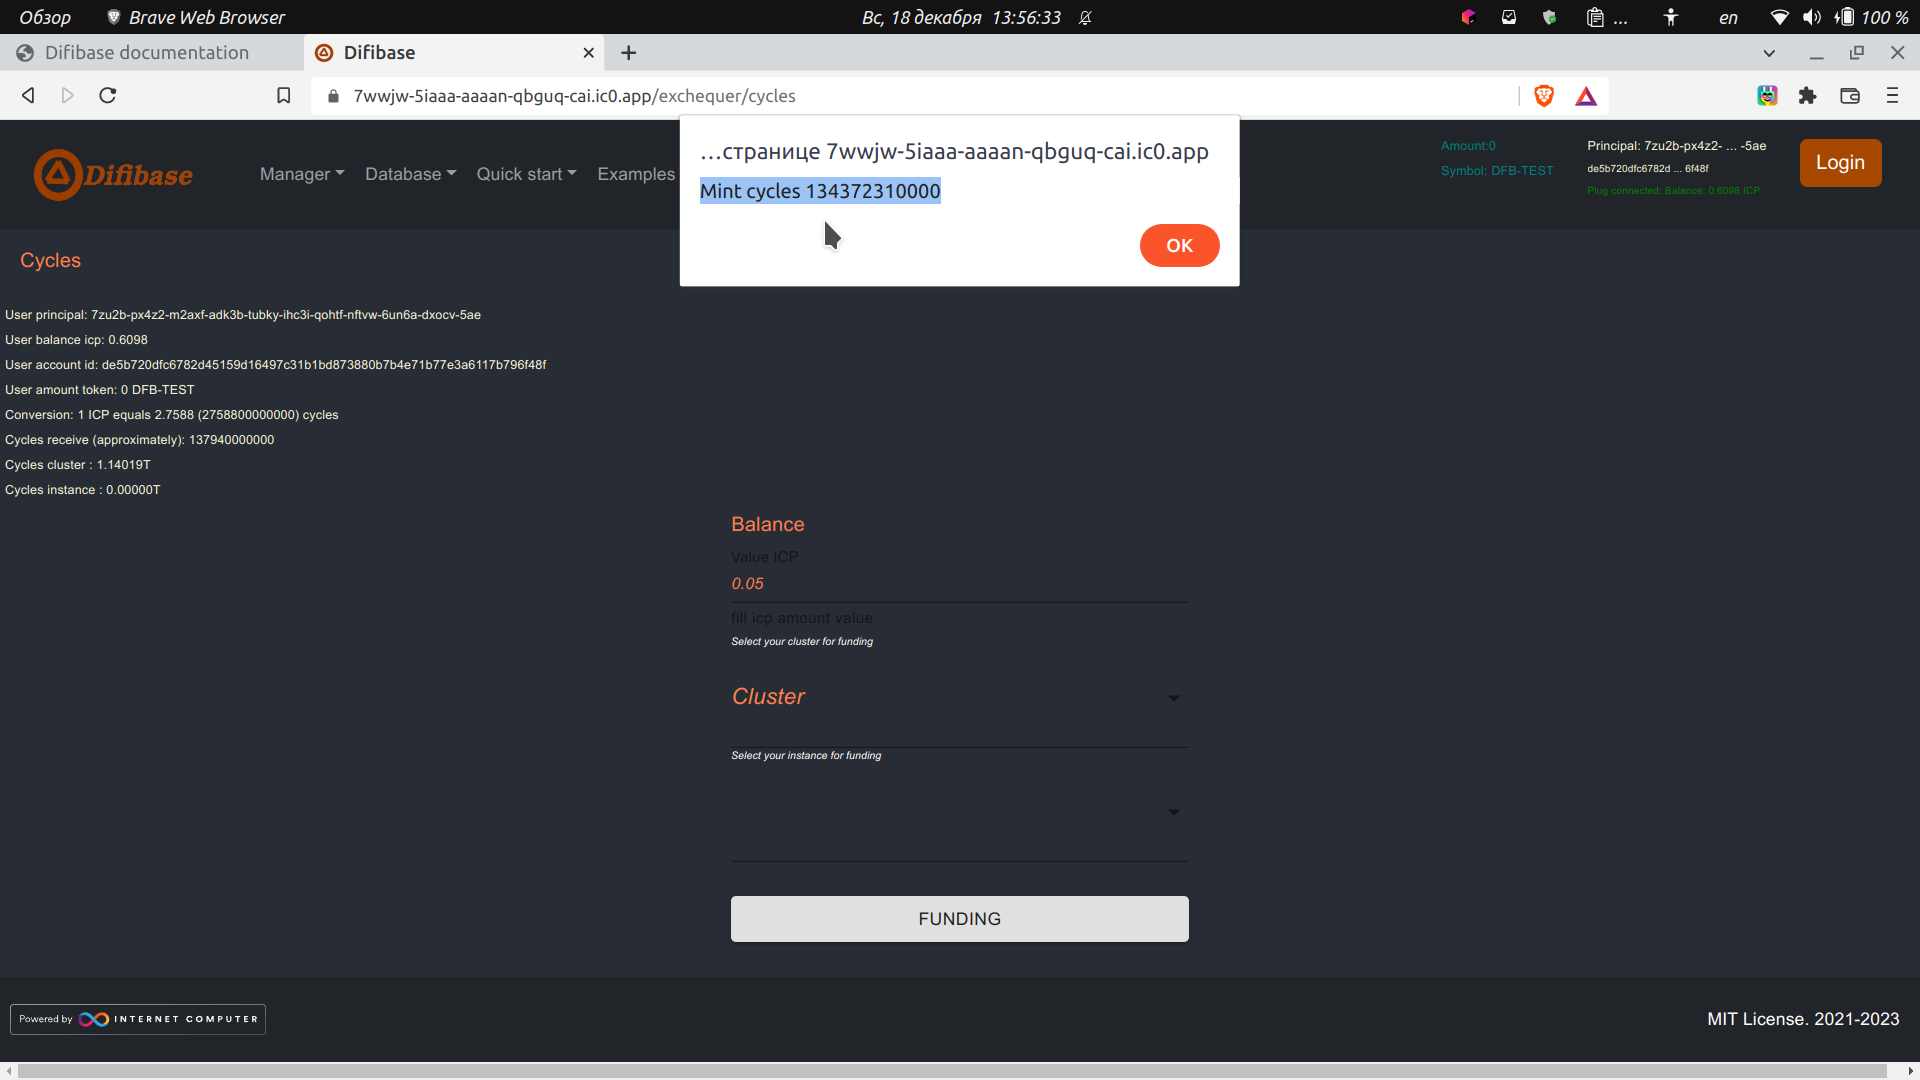 Обзор
Brave Web Browser
Вс, 18 декабря 13:56:33
...
en
100 %
Difibase documentation
Difibase
7wwjw-5iaaa-aaaan-qbguq-cai.ic0.app/exchequer/cycles
…странице 7wwjw-5iaaa-aaaan-qbguq-cai.ic0.app
Mint cycles 134372310000
OK
Difibase
Manager
Database
Quick start
Examples
Amount:0
Symbol: DFB-TEST
Principal: 7zu2b-px4z2- ... -5ae
de5b720dfc6782d ... 6f48f
Plug connected; Balance: 0.6098 ICP
Login
Cycles
User principal: 7zu2b-px4z2-m2axf-adk3b-tubky-ihc3i-qohtf-nftvw-6un6a-dxocv-5ae
User balance icp: 0.6098
User account id: de5b720dfc6782d45159d16497c31b1bd873880b7b4e71b77e3a6117b796f48f
User amount token: 0 DFB-TEST
Conversion: 1 ICP equals 2.7588 (2758800000000) cycles
Cycles receive (approximately): 137940000000
Cycles cluster : 1.14019T
Cycles instance : 0.00000T
Balance
Value ICP
0.05
fill icp amount value
Select your cluster for funding
Cluster
Select your instance for funding
FUNDING
Powered by INTERNET COMPUTER
MIT License. 2021-2023